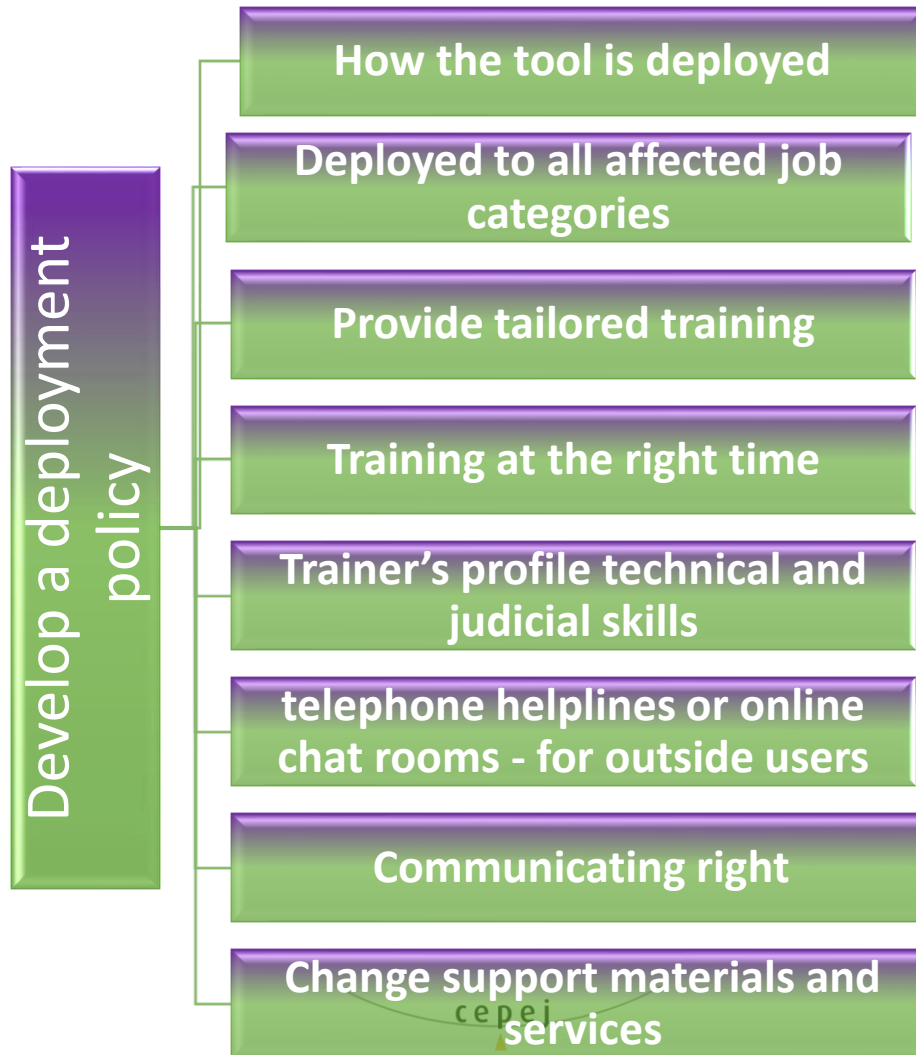 Develop a deployment
policy
How the tool is deployed
Deployed to all affected job
categories
Provide tailored training
Training at the right time
Trainer’s profile technical and
judicial skills
telephone helplines or online
chat rooms - for outside users
Communicating right
Change support materials and
services
cepej